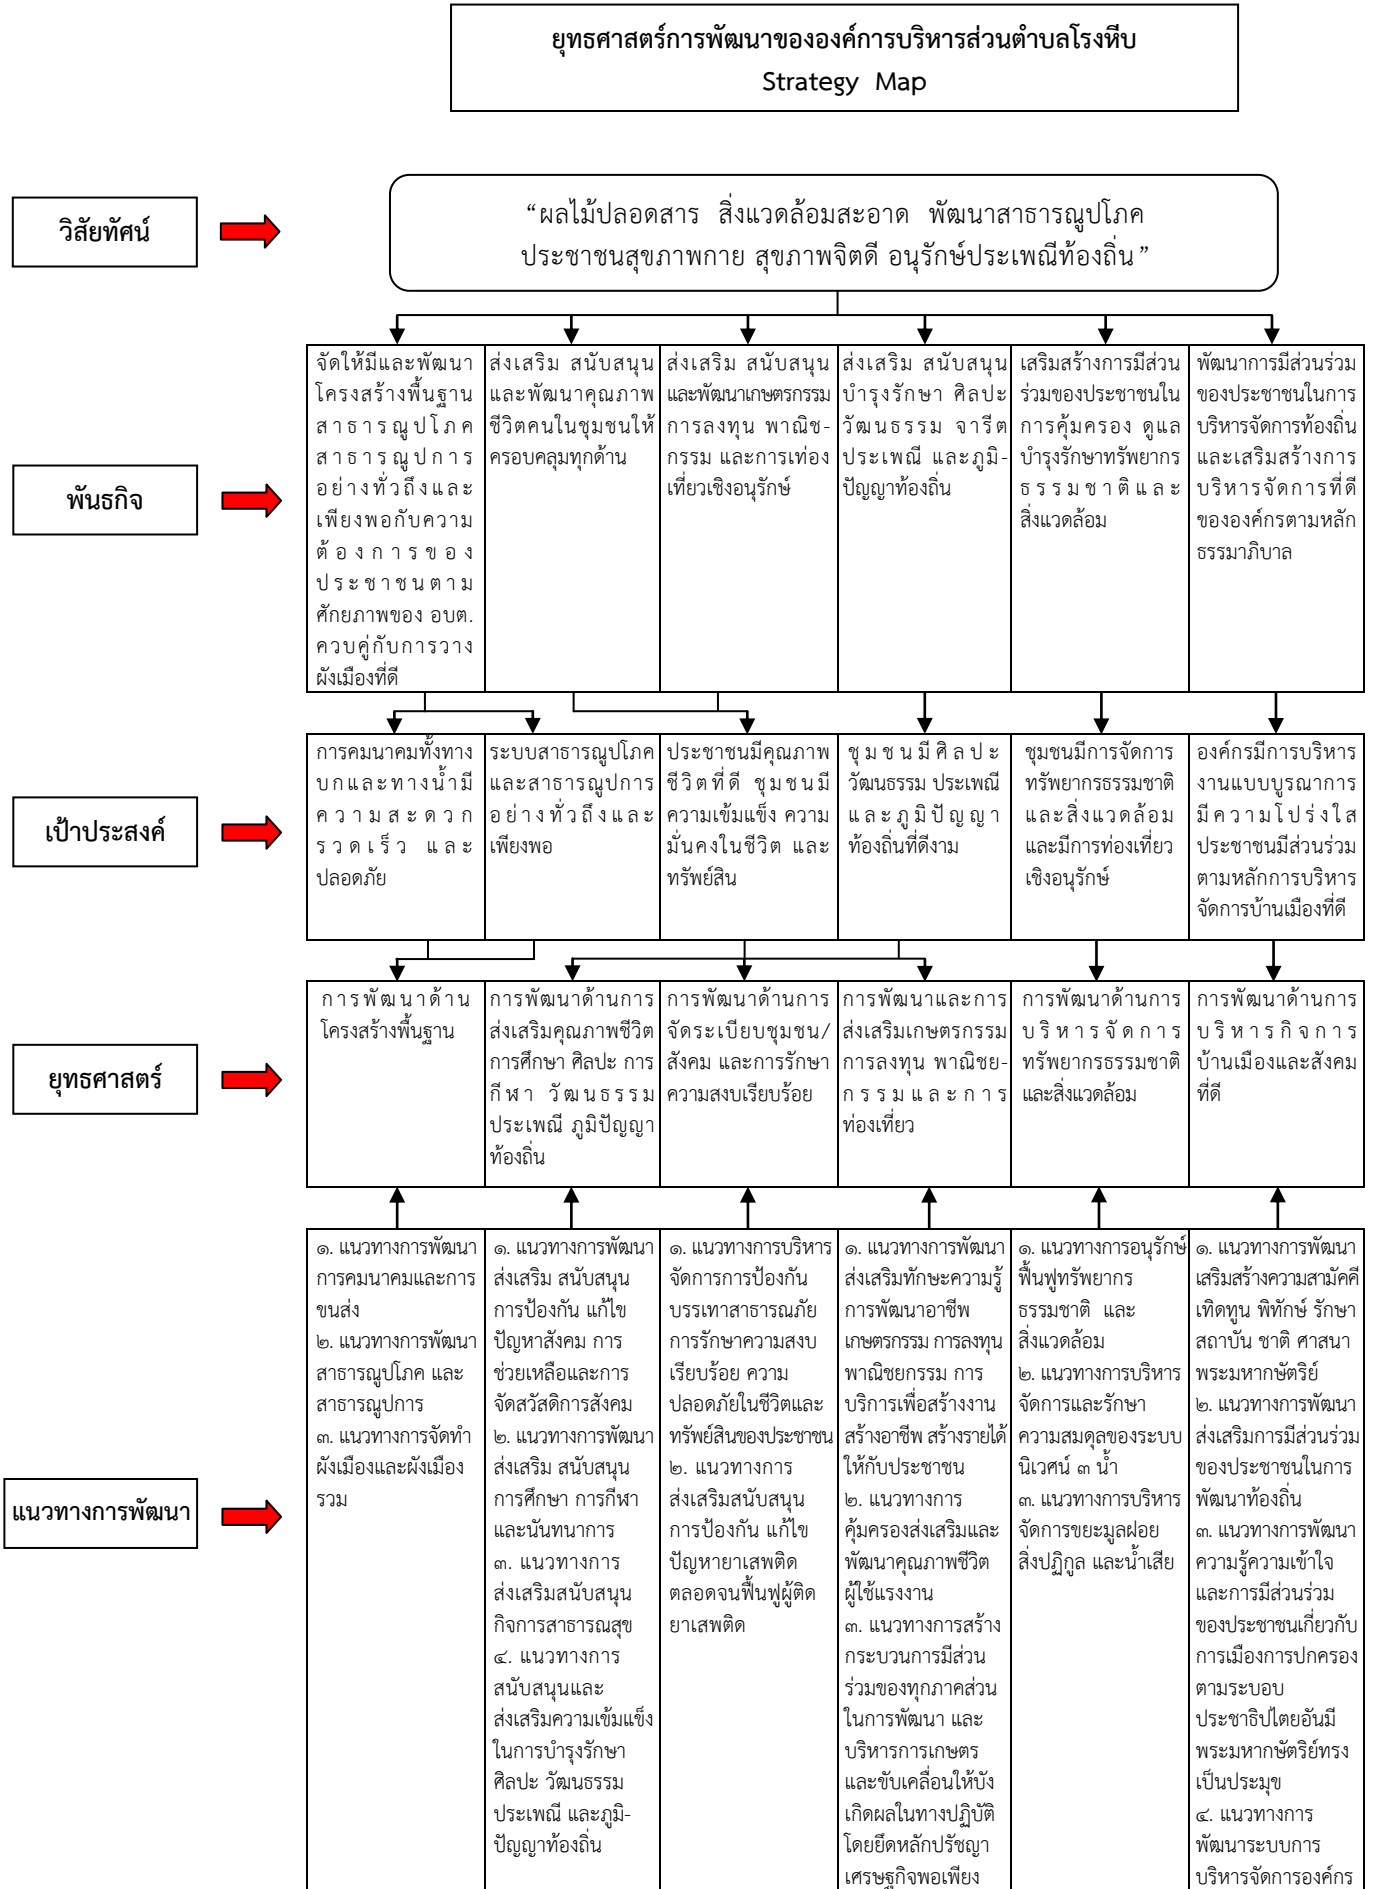 ยุทธศาสตร์การพัฒนาขององค์การบริหารส่วนตำบลโรงหีบ
Strategy Map
วิสัยทัศน์
“ผลไม้ปลอดสาร สิ่งแวดล้อมสะอาด พัฒนาสาธารณูปโภค
ประชาชนสุขภาพกาย สุขภาพจิตดี อนุรักษ์ประเพณีท้องถิ่น”
พันธกิจ
จัดให้มีและพัฒนา
โครงสร้างพื้นฐาน
สาธารณูปโภค
สาธารณูปการ
อย่างทั่วถึงและ
เพียงพอกับความ
ต้องการของ
ประชาชนตาม
ศักยภาพของ อบต.
ควบคู่กับการวาง
ผังเมืองที่ดี
ส่งเสริม สนับสนุน
และพัฒนาคุณภาพ
ชีวิตคนในชุมชนให้
ครอบคลุมทุกด้าน
ส่งเสริม สนับสนุน
และพัฒนาเกษตรกรรม
การลงทุน พาณิช-
กรรม และการเท่อง
เที่ยวเชิงอนุรักษ์
ส่งเสริม สนับสนุน
บำรุงรักษา ศิลปะ
วัฒนธรรม จารีต
ประเพณี และภูมิ-
ปัญญาท้องถิ่น
เสริมสร้างการมีส่วน
ร่วมของประชาชนใน
การคุ้มครอง ดูแล
บำรุงรักษาทรัพยากร
ธรรมชาติและ
สิ่งแวดล้อม
พัฒนาการมีส่วนร่วม
ของประชาชนในการ
บริหารจัดการท้องถิ่น
และเสริมสร้างการ
บริหารจัดการที่ดี
ขององค์กรตามหลัก
ธรรมาภิบาล
เป้าประสงค์
การคมนาคมทั้งทาง
บกและทางน้ำมี
ความสะดวก
รวดเร็ว และ
ปลอดภัย
ระบบสาธารณูปโภค
และสาธารณูปการ
อย่างทั่วถึงและ
เพียงพอ
ประชาชนมีคุณภาพ
ชีวิตที่ดี ชุมชนมี
ความเข้มแข็ง ความ
มั่นคงในชีวิต และ
ทรัพย์สิน
ชุมชนมีศิลปะ
วัฒนธรรม ประเพณี
และภูมิปัญญา
ท้องถิ่นที่ดีงาม
ชุมชนมีการจัดการ
ทรัพยากรธรรมชาติ
และสิ่งแวดล้อม
และมีการท่องเที่ยว
เชิงอนุรักษ์
องค์กรมีการบริหาร
งานแบบบูรณาการ
มีความโปร่งใส
ประชาชนมีส่วนร่วม
ตามหลักการบริหาร
จัดการบ้านเมืองที่ดี
ยุทธศาสตร์
การพัฒนาด้าน
โครงสร้างพื้นฐาน
การพัฒนาด้านการ
ส่งเสริมคุณภาพชีวิต
การศึกษา ศิลปะ การ
กีฬา วัฒนธรรม
ประเพณี ภูมิปัญญา
ท้องถิ่น
การพัฒนาด้านการ
จัดระเบียบชุมชน/
สังคม และการรักษา
ความสงบเรียบร้อย
การพัฒนาและการ
ส่งเสริมเกษตรกรรม
การลงทุน พาณิชย-
กรรมและการ
ท่องเที่ยว
การพัฒนาด้านการ
บริหารจัดการ
ทรัพยากรธรรมชาติ
และสิ่งแวดล้อม
การพัฒนาด้านการ
บริหารกิจการ
บ้านเมืองและสังคม
ที่ดี
แนวทางการพัฒนา
๑. แนวทางการพัฒนา
การคมนาคมและการ
ขนส่ง
๒. แนวทางการพัฒนา
สาธารณูปโภค และ
สาธารณูปการ
๓. แนวทางการจัดทำ
ผังเมืองและผังเมือง
รวม
๑. แนวทางการพัฒนา
ส่งเสริม สนับสนุน
การป้องกัน แก้ไข
ปัญหาสังคม การ
ช่วยเหลือและการ
จัดสวัสดิการสังคม
๒. แนวทางการพัฒนา
ส่งเสริม สนับสนุน
การศึกษา การกีฬา
และนันทนาการ
๓. แนวทางการ
ส่งเสริมสนับสนุน
กิจการสาธารณสุข
๔. แนวทางการ
สนับสนุนและ
ส่งเสริมความเข้มแข็ง
ในการบำรุงรักษา
ศิลปะ วัฒนธรรม
ประเพณี และภูมิ-
ปัญญาท้องถิ่น
๑. แนวทางการบริหาร
จัดการการป้องกัน
บรรเทาสาธารณภัย
การรักษาความสงบ
เรียบร้อย ความ
ปลอดภัยในชีวิตและ
ทรัพย์สินของประชาชน
๒. แนวทางการ
ส่งเสริมสนับสนุน
การป้องกัน แก้ไข
ปัญหายาเสพติด
ตลอดจนฟื้นฟูผู้ติด
ยาเสพติด
๑. แนวทางการพัฒนา
ส่งเสริมทักษะความรู้
การพัฒนาอาชีพ
เกษตรกรรม การลงทุน
พาณิชยกรรม การ
บริการเพื่อสร้างงาน
สร้างอาชีพ สร้างรายได้
ให้กับประชาชน
๒. แนวทางการ
คุ้มครองส่งเสริมและ
พัฒนาคุณภาพชีวิต
ผู้ใช้แรงงาน
๓. แนวทางการสร้าง
กระบวนการมีส่วน
ร่วมของทุกภาคส่วน
ในการพัฒนา และ
บริหารการเกษตร
และขับเคลื่อนให้บัง
เกิดผลในทางปฏิบัติ
โดยยึดหลักปรัชญา
เศรษฐกิจพอเพียง
๑. แนวทางการอนุรักษ์
ฟื้นฟูทรัพยากร
ธรรมชาติ และ
สิ่งแวดล้อม
๒. แนวทางการบริหาร
จัดการและรักษา
ความสมดุลของระบบ
นิเวศน์ ๓ น้ำ
๓. แนวทางการบริหาร
จัดการขยะมูลฝอย
สิ่งปฏิกูล และน้ำเสีย
๑. แนวทางการพัฒนา
เสริมสร้างความสามัคคี
เทิดทูน พิทักษ์ รักษา
สถาบัน ชาติ ศาสนา
พระมหากษัตริย์
๒. แนวทางการพัฒนา
ส่งเสริมการมีส่วนร่วม
ของประชาชนในการ
พัฒนาท้องถิ่น
๓. แนวทางการพัฒนา
ความรู้ความเข้าใจ
และการมีส่วนร่วม
ของประชาชนเกี่ยวกับ
การเมืองการปกครอง
ตามระบอบ
ประชาธิปไตยอันมี
พระมหากษัตริย์ทรง
เป็นประมุข
๔. แนวทางการ
พัฒนาระบบการ
บริหารจัดการองค์กร